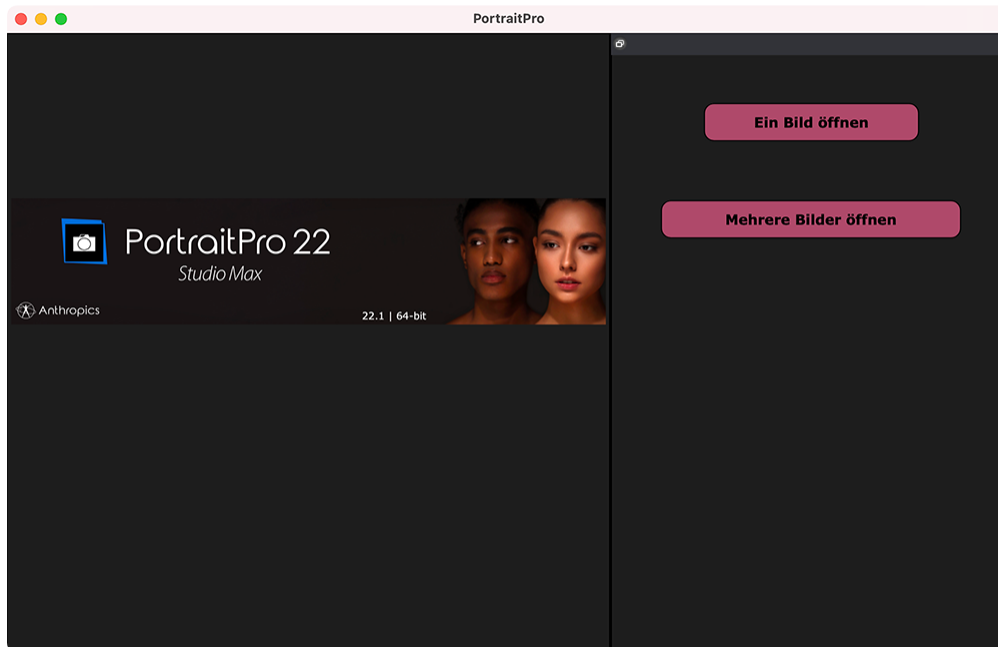 PortraitPro
Ein Bild öffnen
Mehrere Bilder öffnen
PortraitPro 22
Studio Max
Anthropics
22.1 | 64-bit